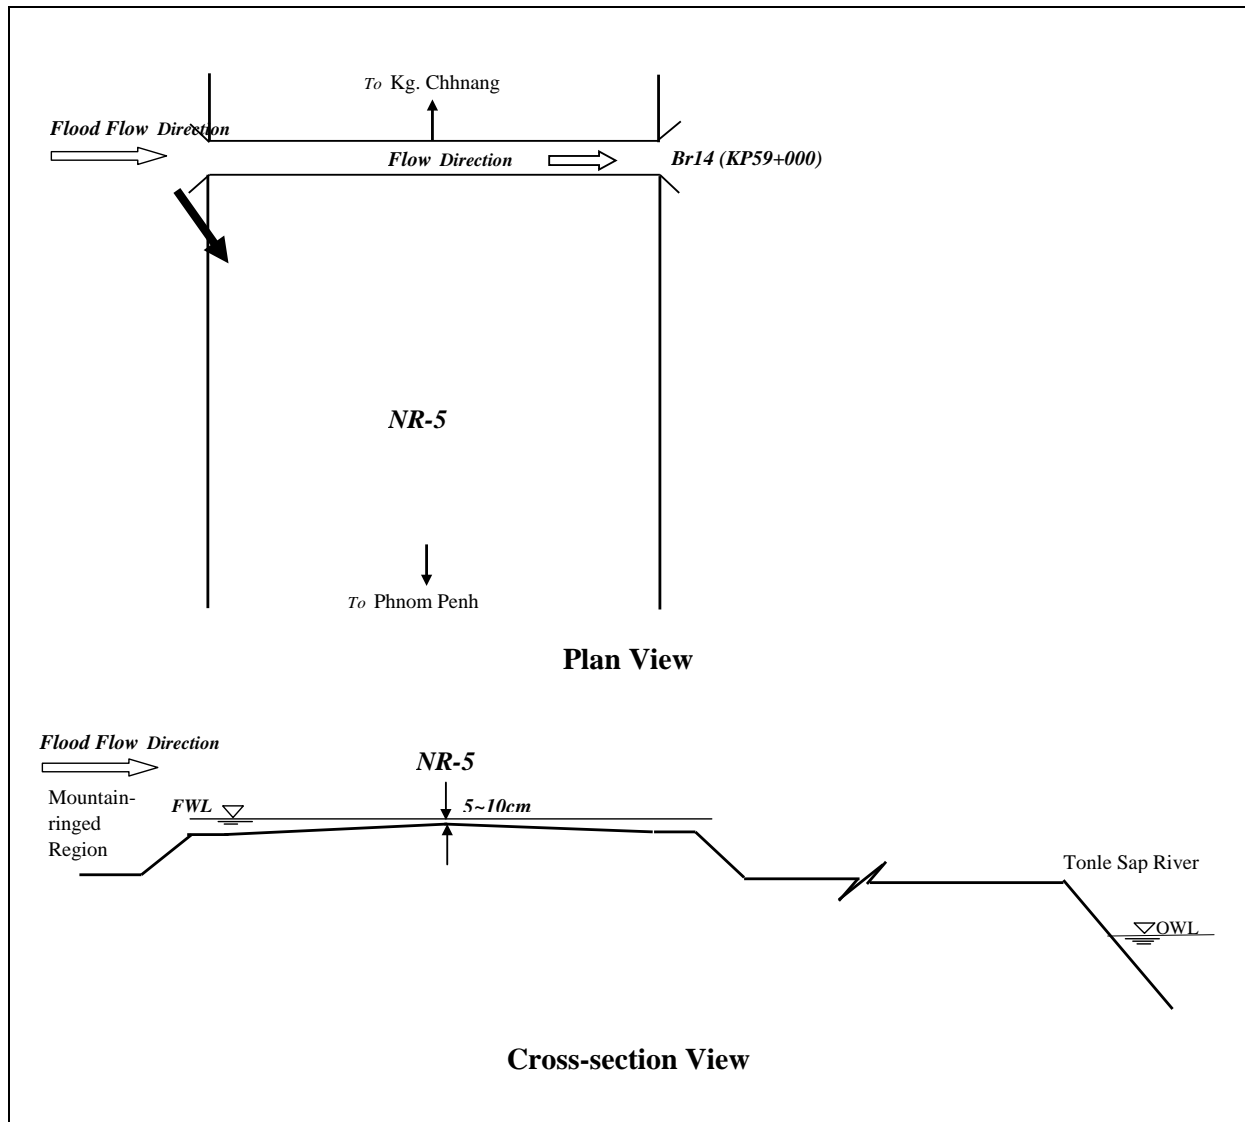 To Kg. Chhnang
Flood Flow Direction
Flow Direction
Br14 (KP59+000)
NR-5
To Phnom Penh
Plan View
Flood Flow Direction
NR-5
Mountain-
ringed
Region
FWL
5~10cm
Tonle Sap River
OWL
Cross-section View